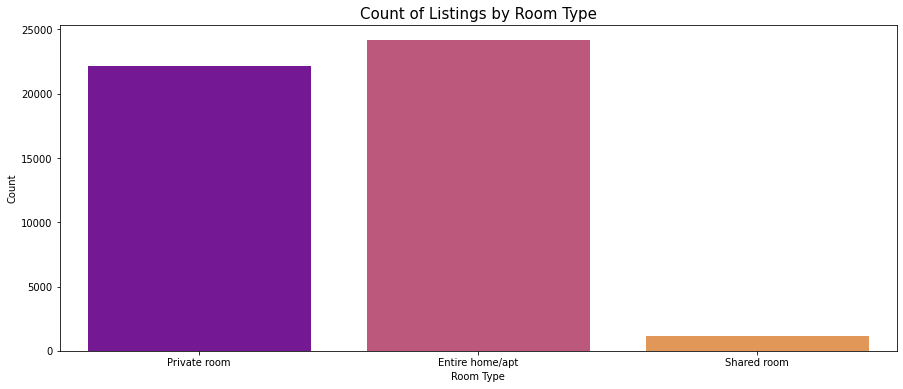 Count of Listings by Room Type
25000
20000
15000
10000
5000
0
Count
Private room
Entire home/apt
Shared room
Room Type